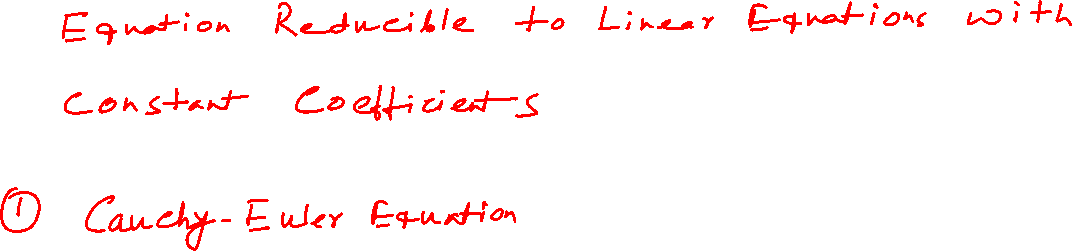 Equation Reducible to Linear Equations with
Constant Coefficients
① Cauchy-Euler Equation